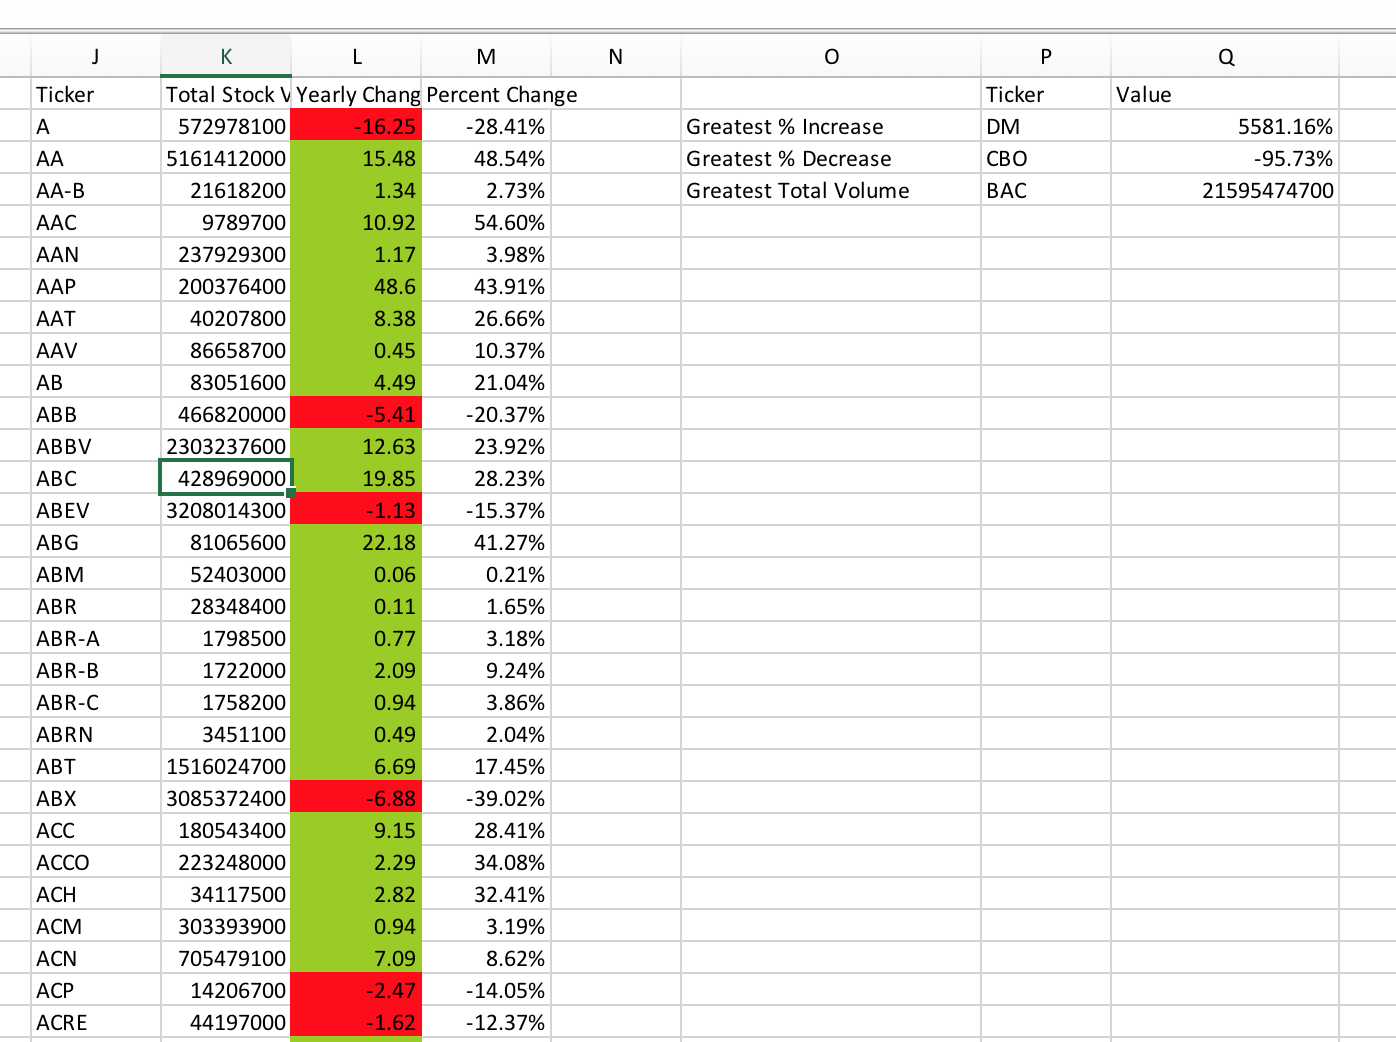 J K L M N O P Q
Ticker Total Stock V Yearly Chang Percent Change Ticker Value
A 572978100 -16.25 -28.41% Greatest % Increase DM 5581.16%
AA 5161412000 15.48 48.54% Greatest % Decrease CBO -95.73%
AA-B 21618200 1.34 2.73% Greatest Total Volume BAC 21595474700
AAC 9789700 10.92 54.60%
AAN 237929300 1.17 3.98%
AAP 200376400 48.6 43.91%
AAT 40207800 8.38 26.66%
AAV 86658700 0.45 10.37%
AB 83051600 4.49 21.04%
ABB 466820000 -5.41 -20.37%
ABBV 2303237600 12.63 23.92%
ABC 428969000 19.85 28.23%
ABEV 3208014300 -1.13 -15.37%
ABG 81065600 22.18 41.27%
ABM 52403000 0.06 0.21%
ABR 28348400 0.11 1.65%
ABR-A 1798500 0.77 3.18%
ABR-B 1722000 2.09 9.24%
ABR-C 1758200 0.94 3.86%
ABRN 3451100 0.49 2.04%
ABT 1516024700 6.69 17.45%
ABX 3085372400 -6.88 -39.02%
ACC 180543400 9.15 28.41%
ACCO 223248000 2.29 34.08%
ACH 34117500 2.82 32.41%
ACM 303393900 0.94 3.19%
ACN 705479100 7.09 8.62%
ACP 14206700 -2.47 -14.05%
ACRE 44197000 -1.62 -12.37%